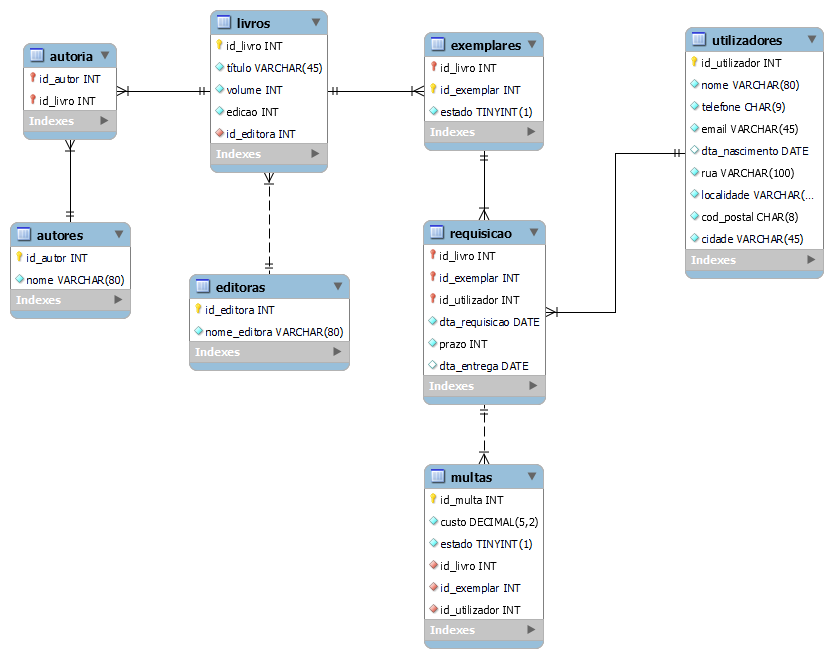 autoria
id_autor INT
id_livro INT
Indexes
livros
id_livro INT
título VARCHAR(45)
volume INT
edicao INT
id_editora INT
Indexes
exemplares
id_livro INT
id_exemplar INT
estado TINYINT(1)
Indexes
utilizadores
id_utilizador INT
nome VARCHAR(80)
telefone CHAR(9)
email VARCHAR(45)
dta_nascimento DATE
rua VARCHAR(100)
localidade VARCHAR(...
cod_postal CHAR(8)
cidade VARCHAR(45)
Indexes
autores
id_autor INT
nome VARCHAR(80)
Indexes
editoras
id_editora INT
nome_editora VARCHAR(80)
Indexes
requisicao
id_livro INT
id_exemplar INT
id_utilizador INT
dta_requisicao DATE
prazo INT
dta_entrega DATE
Indexes
multas
id_multa INT
custo DECIMAL(5,2)
estado TINYINT(1)
id_livro INT
id_exemplar INT
id_utilizador INT
Indexes